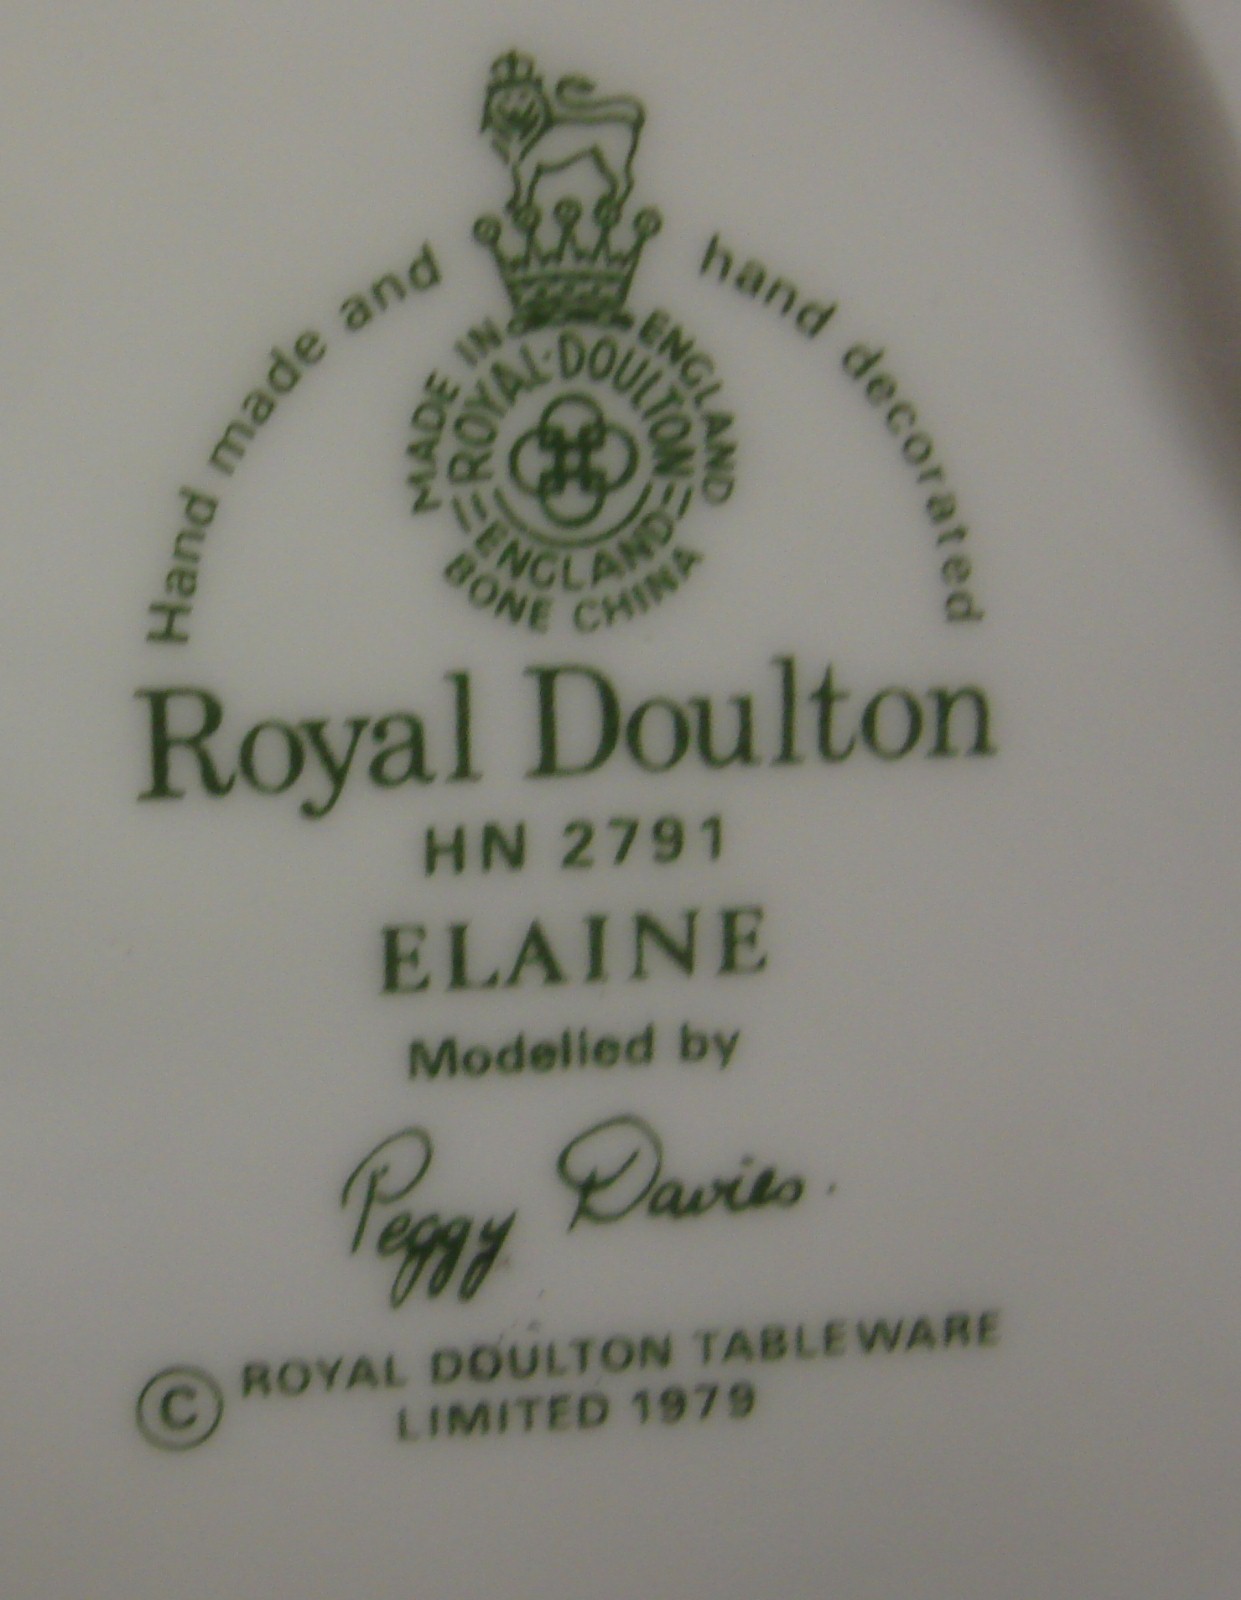 Hand made and hand decorated
MADE IN ENGLAND
ROYAL·DOULTON
ENGLAND
BONE CHINA
Royal Doulton
HN 2791
ELAINE
Modelled by
Peggy Davies.
© ROYAL DOULTON TABLEWARE
LIMITED 1979